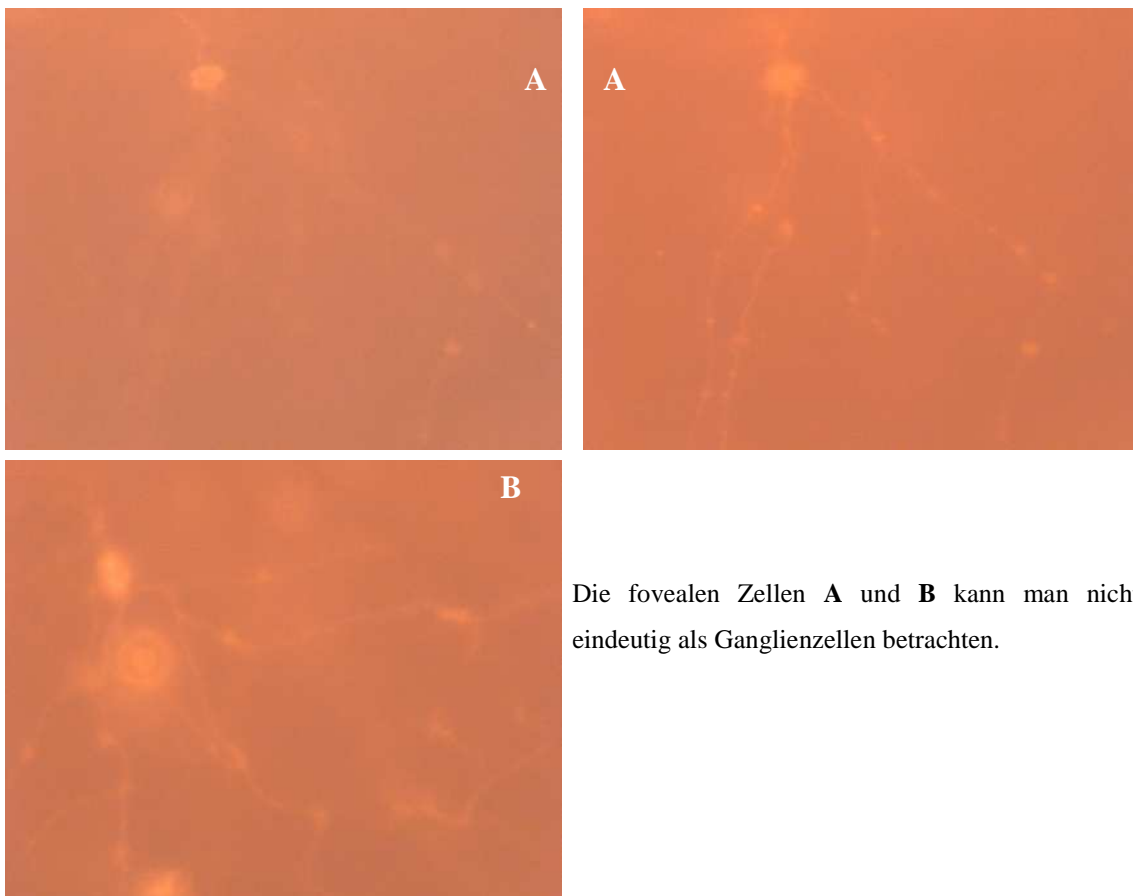 A
A
B
Die fovealen Zellen A und B kann man nich
eindeutig als Ganglienzellen betrachten.